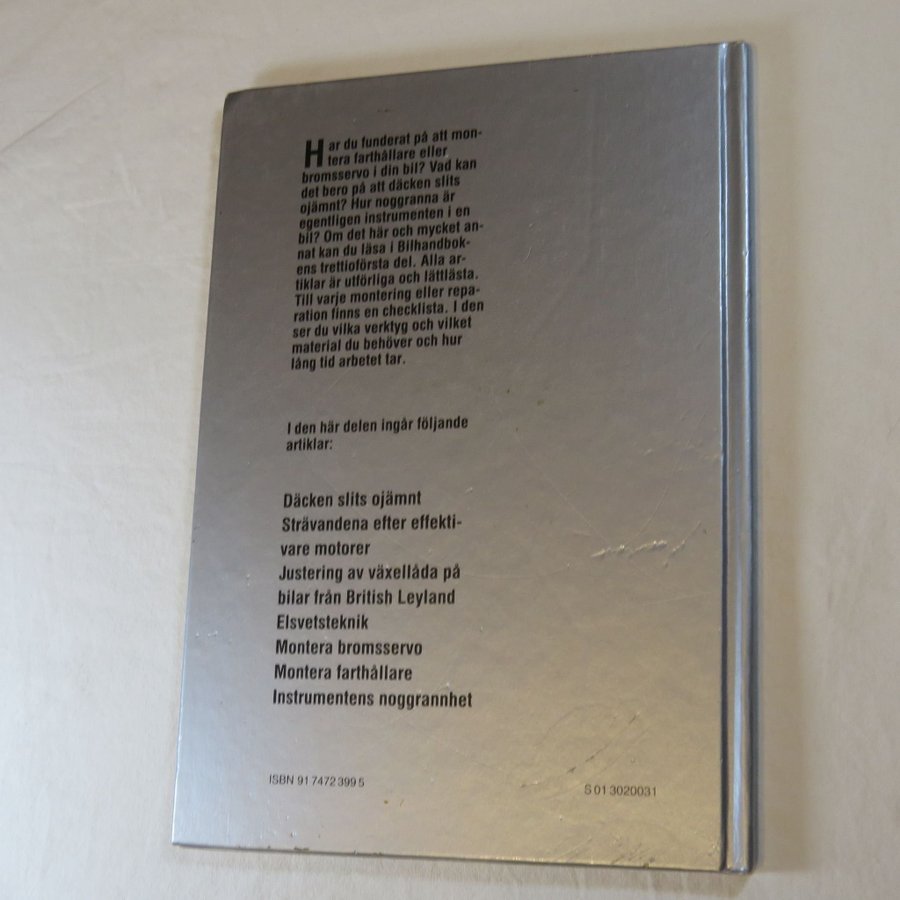 Har du funderat på att mon-
tera farthållare eller
bromsservo i din bil? Vad kan
det bero på att däcken slits
ojämnt? Hur noggranna är
egentligen instrumenten i en
bil? Om det här och mycket an-
nat kan du läsa i Bilhandbok-
ens trettioförsta del. Alla ar-
tiklar är utförliga och lättlästa.
Till varje montering eller repa-
ration finns en checklista. I den
ser du vilka verktyg och vilket
material du behöver och hur
lång tid arbetet tar.
I den här delen ingår följande
artiklar:
Däcken slits ojämnt
Strävandena efter effekti-
vare motorer
Justering av växellåda på
bilar från British Leyland
Elsvetsteknik
Montera bromsservo
Montera farthållare
Instrumentens noggrannhet
ISBN 91 7472 399 5
S 01 3020031